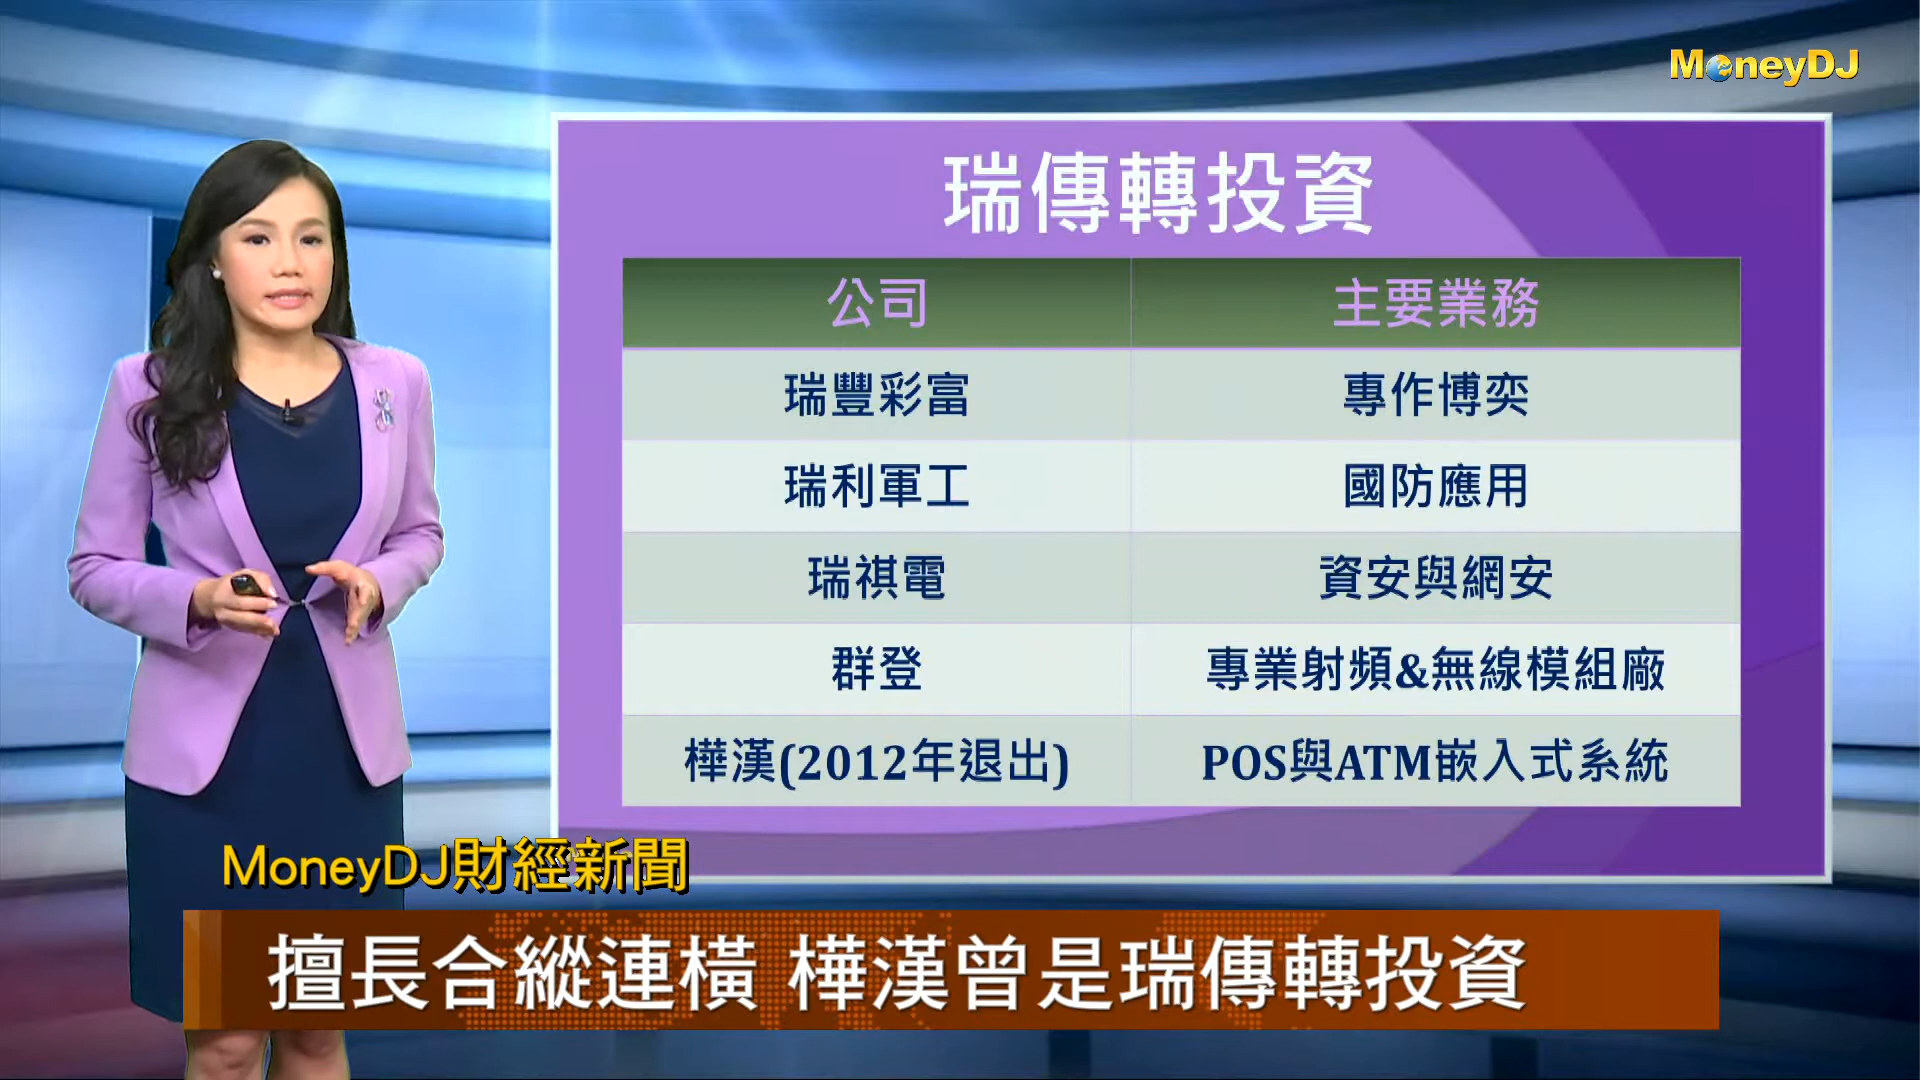 MoneyDJ
瑞傳轉投資
公司 主要業務
瑞豐彩富 專作博奕
瑞利軍工 國防應用
瑞祺電 資安與網安
群登 專業射頻&無線模組廠
樺漢(2012年退出) POS與ATM嵌入式系統
MoneyDJ財經新聞
擅長合縱連橫 樺漢曾是瑞傳轉投資